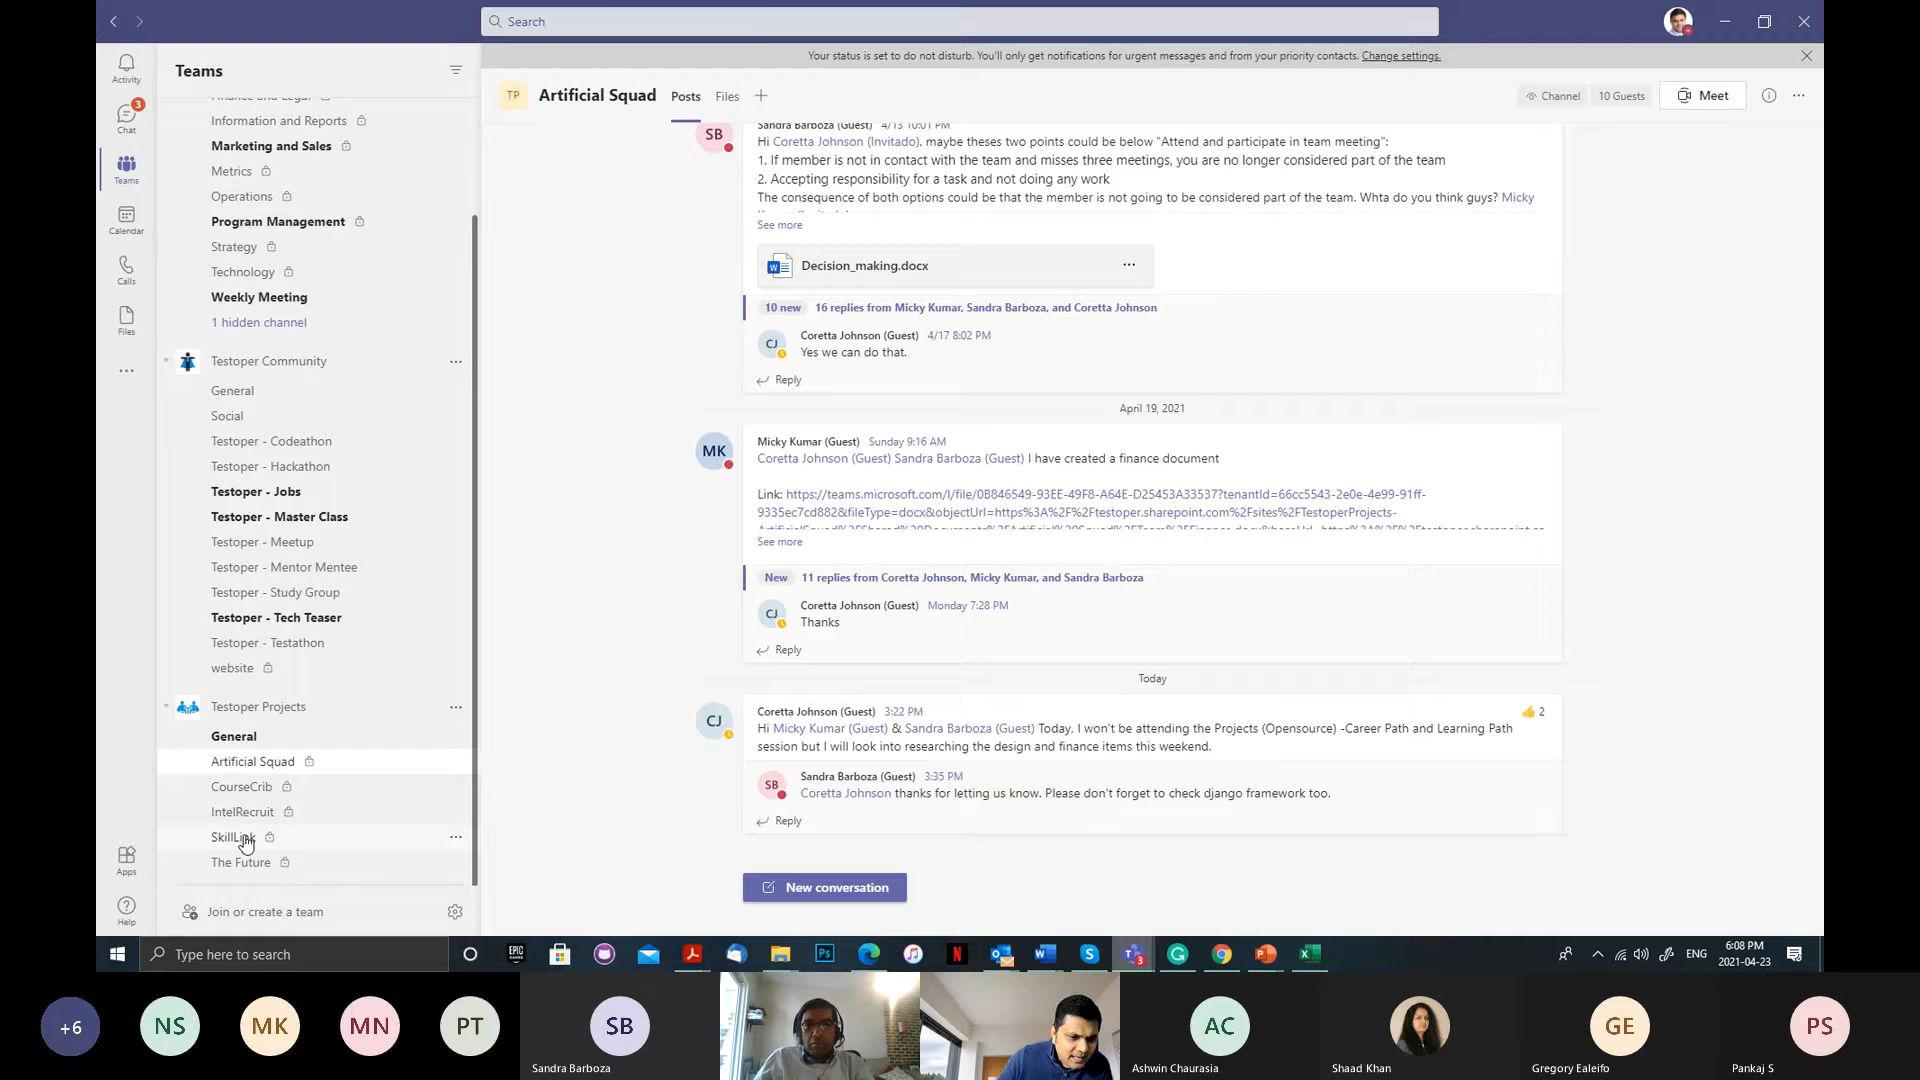 Search
Your status is set to do not disturb. You'll only get notifications for urgent messages and from your priority contacts. Change settings.
Activity
Chat
3
Teams
Calendar
Calls
Files
Apps
Help
Teams
Finance and Legal
Information and Reports
Marketing and Sales
Metrics
Operations
Program Management
Strategy
Technology
Weekly Meeting
1 hidden channel
Testoper Community
General
Social
Testoper - Codeathon
Testoper - Hackathon
Testoper - Jobs
Testoper - Master Class
Testoper - Meetup
Testoper - Mentor Mentee
Testoper - Study Group
Testoper - Tech Teaser
Testoper - Testathon
website
Testoper Projects
General
Artificial Squad
CourseCrib
IntelRecruit
SkillLink
The Future
Join or create a team
TP
Artificial Squad
Posts
Files
Channel
10 Guests
Meet
SB
Sandra Barboza (Guest) 4/13 10:01 PM
Hi Coretta Johnson (Invitado), maybe theses two points could be below "Attend and participate in team meeting":
1. If member is not in contact with the team and misses three meetings, you are no longer considered part of the team
2. Accepting responsibility for a task and not doing any work
The consequence of both options could be that the member is not going to be considered part of the team. Whta do you think guys? Micky
See more
Decision_making.docx
10 new 16 replies from Micky Kumar, Sandra Barboza, and Coretta Johnson
CJ
Coretta Johnson (Guest) 4/17 8:02 PM
Yes we can do that.
Reply
April 19, 2021
MK
Micky Kumar (Guest) Sunday 9:16 AM
Coretta Johnson (Guest) Sandra Barboza (Guest) I have created a finance document
Link: https://teams.microsoft.com/l/file/0B846549-93EE-49F8-A64E-D25453A33537?tenantId=66cc5543-2e0e-4e99-91ff-
9335ec7cd882&fileType=docx&objectUrl=https%3A%2F%2Ftestoper.sharepoint.com%2Fsites%2FTestoperProjects-
See more
New 11 replies from Coretta Johnson, Micky Kumar, and Sandra Barboza
CJ
Coretta Johnson (Guest) Monday 7:28 PM
Thanks
Reply
Today
CJ
Coretta Johnson (Guest) 3:22 PM
2
Hi Micky Kumar (Guest) & Sandra Barboza (Guest) Today, I won't be attending the Projects (Opensource) -Career Path and Learning Path
session but I will look into researching the design and finance items this weekend.
SB
Sandra Barboza (Guest) 3:35 PM
Coretta Johnson thanks for letting us know. Please don't forget to check django framework too.
Reply
New conversation
Type here to search
EPIC
Ps
N
3
ENG
6:08 PM
2021-04-23
+6
NS
MK
MN
PT
SB
Sandra Barboza
AC
Ashwin Chaurasia
Shaad Khan
GE
Gregory Ealeifo
PS
Pankaj S